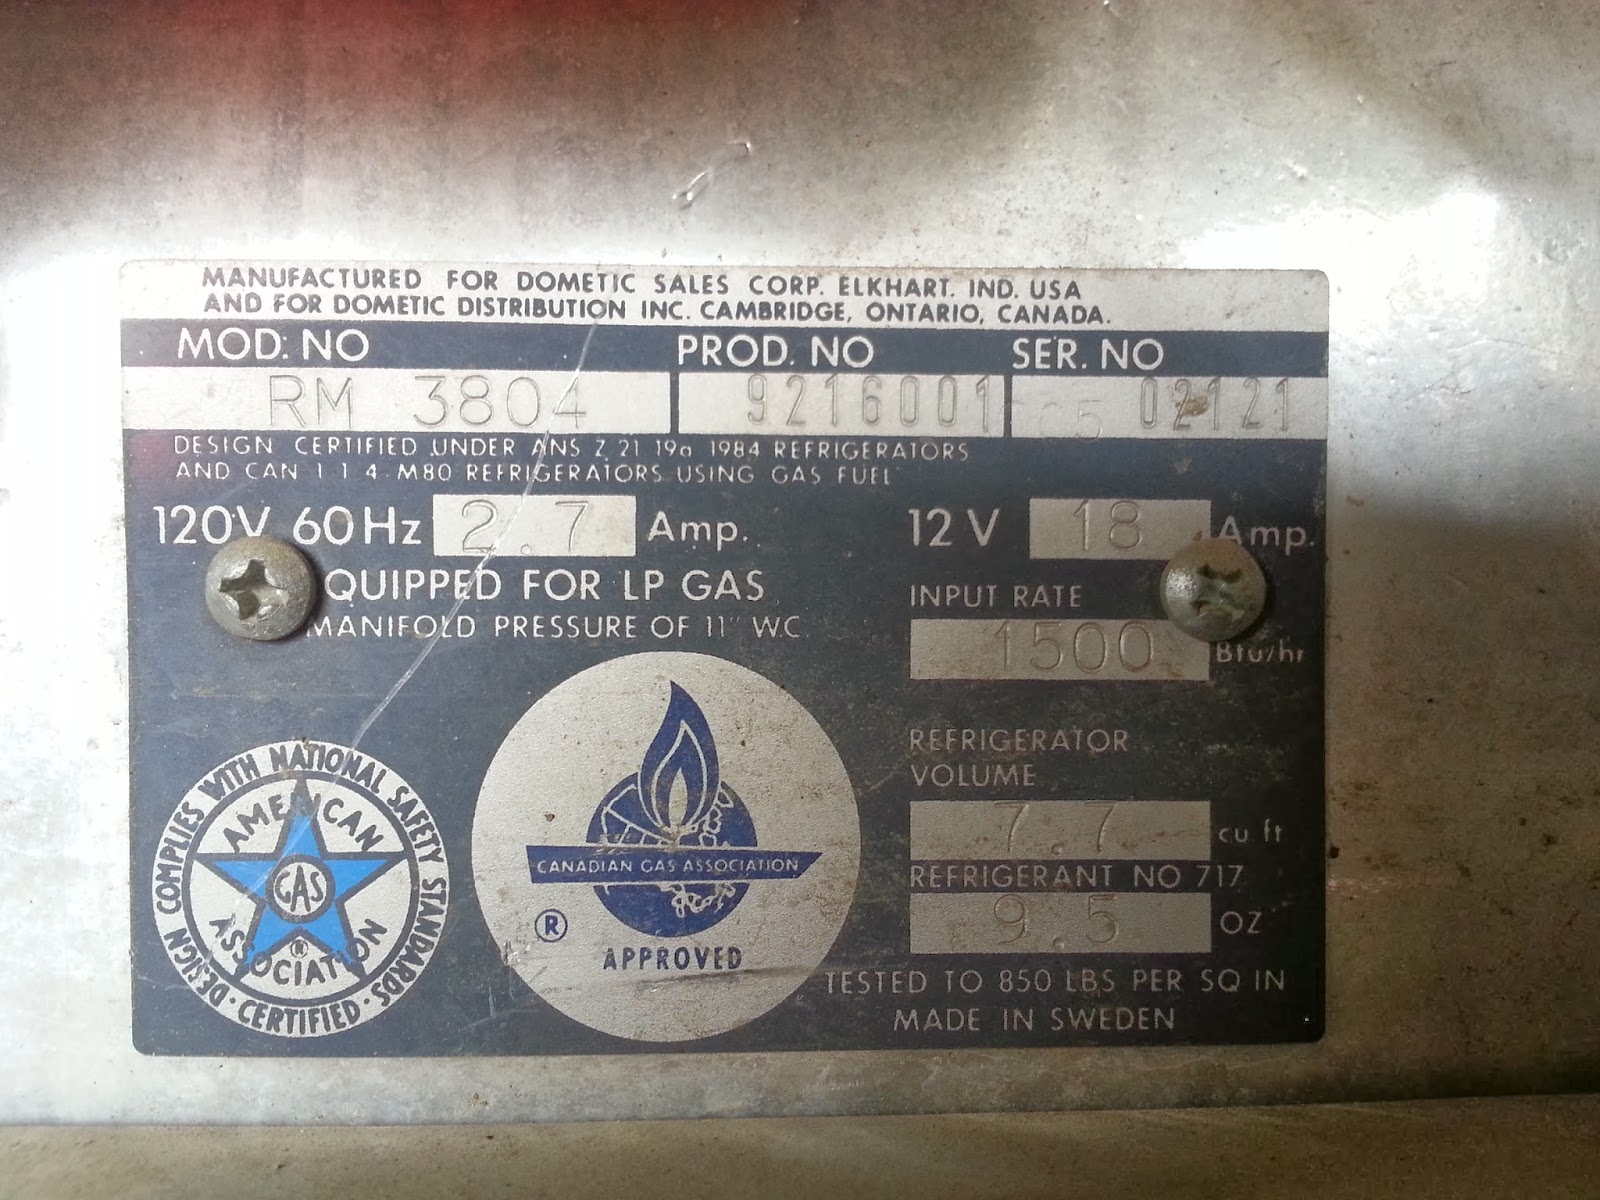 MANUFACTURED FOR DOMETIC SALES CORP. ELKHART. IND. USA
AND FOR DOMETIC DISTRIBUTION INC. CAMBRIDGE, ONTARIO, CANADA.
MOD. NO PROD. NO SER. NO
RM 3804 9216001 02121
DESIGN CERTIFIED UNDER ANS Z 21 19a 1984 REFRIGERATORS
AND CAN 1 1 4 - M80 REFRIGERATORS USING GAS FUEL
120V 60Hz 2.7 Amp. 12V 18 Amp.
QUIPPED FOR LP GAS
MANIFOLD PRESSURE OF 11" WC
INPUT RATE
1500 Btu/hr
REFRIGERATOR
VOLUME
7.7 cu ft
REFRIGERANT NO 717
9.5 OZ
TESTED TO 850 LBS PER SQ IN
MADE IN SWEDEN
DESIGN COMPLIES WITH NATIONAL SAFETY STANDARDS
· CERTIFIED ·
AMERICAN
GAS
®
ASSOCIATION
CANADIAN GAS ASSOCIATION
®
APPROVED